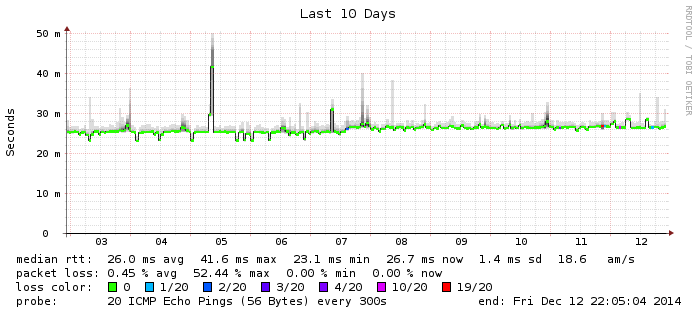 Last 10 Days
RRDTOOL / TOBI OETIKER
Seconds
50 m
40 m
30 m
20 m
10 m
0
03 04 05 06 07 08 09 10 11 12
median rtt: 26.0 ms avg 41.6 ms max 23.1 ms min 26.7 ms now 1.4 ms sd 18.6 am/s
packet loss: 0.45 % avg 52.44 % max 0.00 % min 0.00 % now
loss color: 0 1/20 2/20 3/20 4/20 10/20 19/20
probe: 20 ICMP Echo Pings (56 Bytes) every 300s end: Fri Dec 12 22:05:04 2014